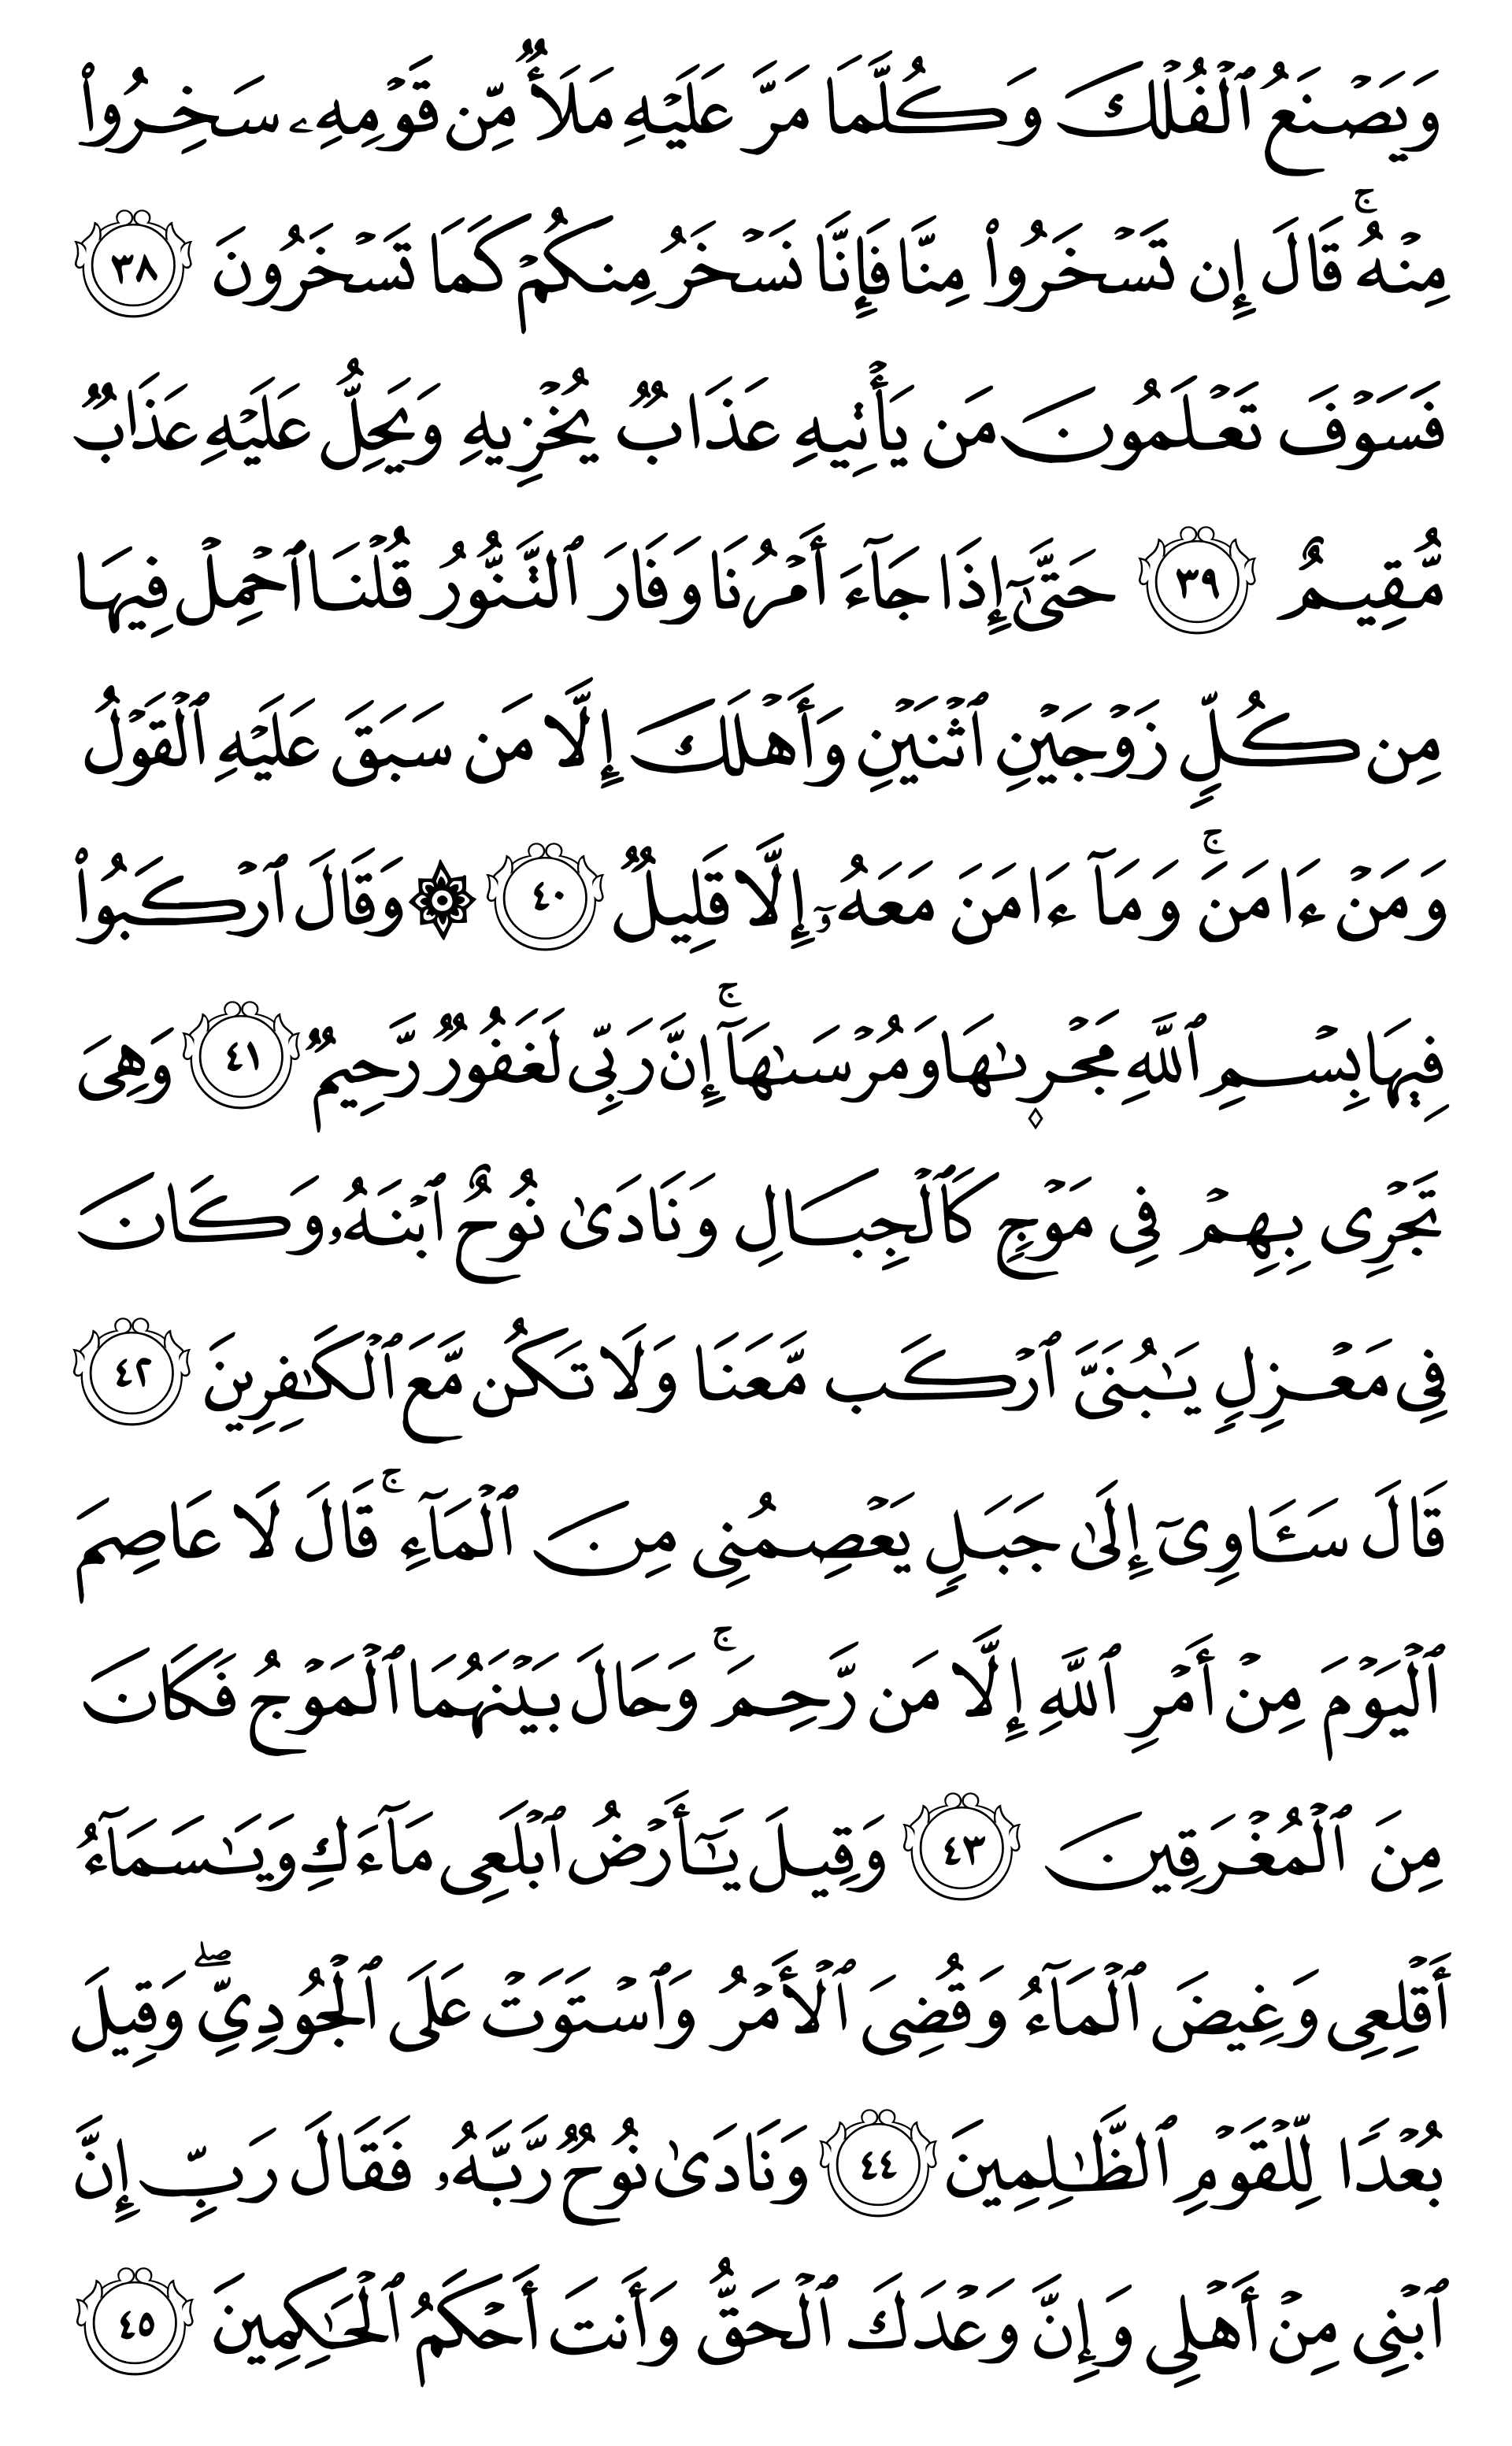 وَيَصۡنَعُ ٱلۡفُلۡكَ وَكُلَّمَا مَرَّ عَلَيۡهِ مَلَأٞ مِّن قَوۡمِهِۦ سَخِرُواْ
مِنۡهُۚ قَالَ إِن تَسۡخَرُواْ مِنَّا فَإِنَّا نَسۡخَرُ مِنكُمۡ كَمَا تَسۡخَرُونَ ٣٨
فَسَوۡفَ تَعۡلَمُونَ مَن يَأۡتِيهِ عَذَابٞ يُخۡزِيهِ وَيَحِلُّ عَلَيۡهِ عَذَابٞ
مُّقِيمٌ ٣٩ حَتَّىٰٓ إِذَا جَآءَ أَمۡرُنَا وَفَارَ ٱلتَّنُّورُ قُلۡنَا ٱحۡمِلۡ فِيهَا
مِن كُلّٖ زَوۡجَيۡنِ ٱثۡنَيۡنِ وَأَهۡلَكَ إِلَّا مَن سَبَقَ عَلَيۡهِ ٱلۡقَوۡلُ
وَمَنۡ ءَامَنَۚ وَمَآ ءَامَنَ مَعَهُۥٓ إِلَّا قَلِيلٞ ٤٠ ۞ وَقَالَ ٱرۡكَبُواْ
فِيهَا بِسۡمِ ٱللَّهِ مَجۡر۪ىٰهَا وَمُرۡسَىٰهَآۚ إِنَّ رَبِّي لَغَفُورٞ رَّحِيمٞ ٤١ وَهِيَ
تَجۡرِي بِهِمۡ فِي مَوۡجٖ كَٱلۡجِبَالِ وَنَادَىٰ نُوحٌ ٱبۡنَهُۥ وَكَانَ
فِي مَعۡزِلٖ يَٰبُنَيَّ ٱرۡكَب مَّعَنَا وَلَا تَكُن مَّعَ ٱلۡكَٰفِرِينَ ٤٢
قَالَ سَـَٔاوِيٓ إِلَىٰ جَبَلٖ يَعۡصِمُنِي مِنَ ٱلۡمَآءِۚ قَالَ لَا عَاصِمَ
ٱلۡيَوۡمَ مِنۡ أَمۡرِ ٱللَّهِ إِلَّا مَن رَّحِمَۚ وَحَالَ بَيۡنَهُمَا ٱلۡمَوۡجُ فَكَانَ
مِنَ ٱلۡمُغۡرَقِينَ ٤٣ وَقِيلَ يَٰٓأَرۡضُ ٱبۡلَعِي مَآءَكِ وَيَٰسَمَآءُ
أَقۡلِعِي وَغِيضَ ٱلۡمَآءُ وَقُضِيَ ٱلۡأَمۡرُ وَٱسۡتَوَتۡ عَلَى ٱلۡجُودِيِّۖ وَقِيلَ
بُعۡدٗا لِّلۡقَوۡمِ ٱلظَّٰلِمِينَ ٤٤ وَنَادَىٰ نُوحٞ رَّبَّهُۥ فَقَالَ رَبِّ إِنَّ
ٱبۡنِي مِنۡ أَهۡلِي وَإِنَّ وَعۡدَكَ ٱلۡحَقُّ وَأَنتَ أَحۡكَمُ ٱلۡحَٰكِمِينَ ٤٥